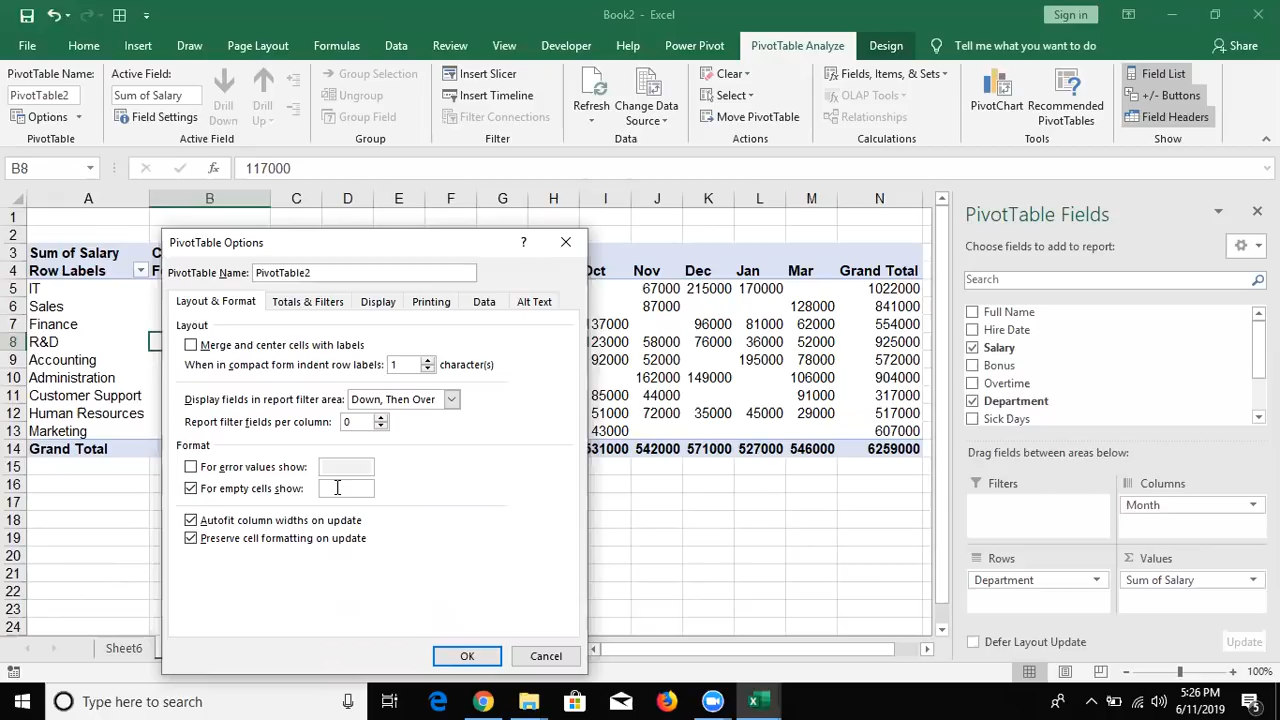 Book2 - Excel
Sign in
File Home Insert Draw Page Layout Formulas Data Review View Developer Help Power Pivot PivotTable Analyze Design Tell me what you want to do Share
PivotTable Name:
PivotTable2
Options
PivotTable
Active Field:
Sum of Salary
Field Settings
Drill Down
Drill Up
Active Field
Group Selection
Ungroup
Group Field
Group
Insert Slicer
Insert Timeline
Filter Connections
Filter
Refresh
Change Data Source
Data
Clear
Select
Move PivotTable
Actions
Fields, Items, & Sets
OLAP Tools
Relationships
Calculations
PivotChart
Recommended PivotTables
Tools
Field List
+/- Buttons
Field Headers
Show
B8 fx 117000
A B C D E F G H I J K L M N
1
2
3 Sum of Salary C
4 Row Labels F Oct Nov Dec Jan Mar Grand Total
5 IT 67000 215000 170000 1022000
6 Sales 87000 128000 841000
7 Finance 137000 96000 81000 62000 554000
8 R&D 123000 58000 76000 36000 52000 925000
9 Accounting 92000 52000 195000 78000 572000
10 Administration 162000 149000 106000 904000
11 Customer Support 85000 44000 91000 317000
12 Human Resources 51000 72000 35000 45000 29000 517000
13 Marketing 43000 607000
14 Grand Total 531000 542000 571000 527000 546000 6259000
15
16
17
18
19
20
21
22
23
24
Sheet6
PivotTable Options ?
PivotTable Name: PivotTable2
Layout & Format Totals & Filters Display Printing Data Alt Text
Layout
Merge and center cells with labels
When in compact form indent row labels: 1 character(s)
Display fields in report filter area: Down, Then Over
Report filter fields per column: 0
Format
For error values show:
For empty cells show:
Autofit column widths on update
Preserve cell formatting on update
OK Cancel
PivotTable Fields
Choose fields to add to report:
Search
Full Name
Hire Date
Salary
Bonus
Overtime
Department
Sick Days
Drag fields between areas below:
Filters
Columns
Month
Rows
Department
Σ Values
Sum of Salary
Defer Layout Update Update
100%
Type here to search
5:26 PM
6/11/2019
5